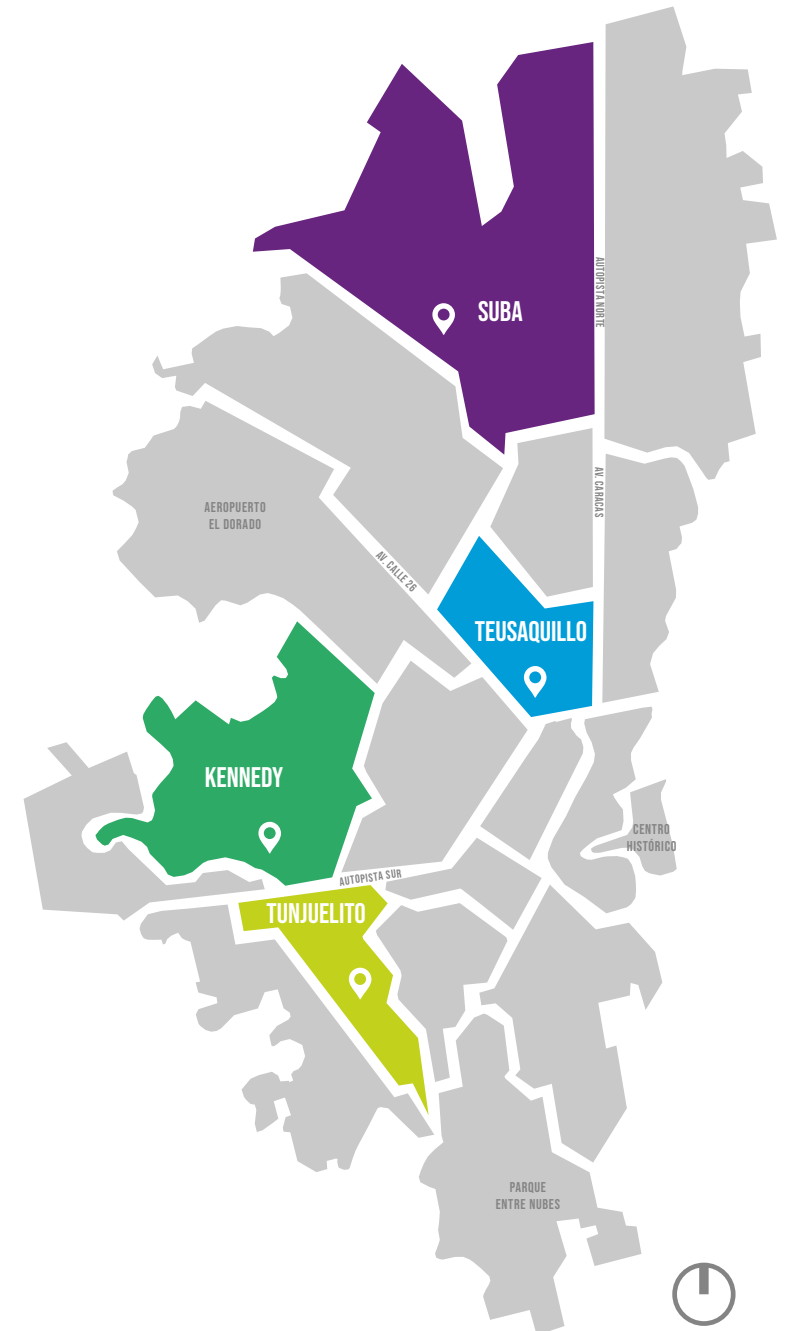 AUTOPISTA NORTE
SUBA
AV. CARACAS
AEROPUERTO
EL DORADO
AV. CALLE 26
TEUSAQUILLO
KENNEDY
CENTRO
HISTÓRICO
AUTOPISTA SUR
TUNJUELITO
PARQUE
ENTRE NUBES